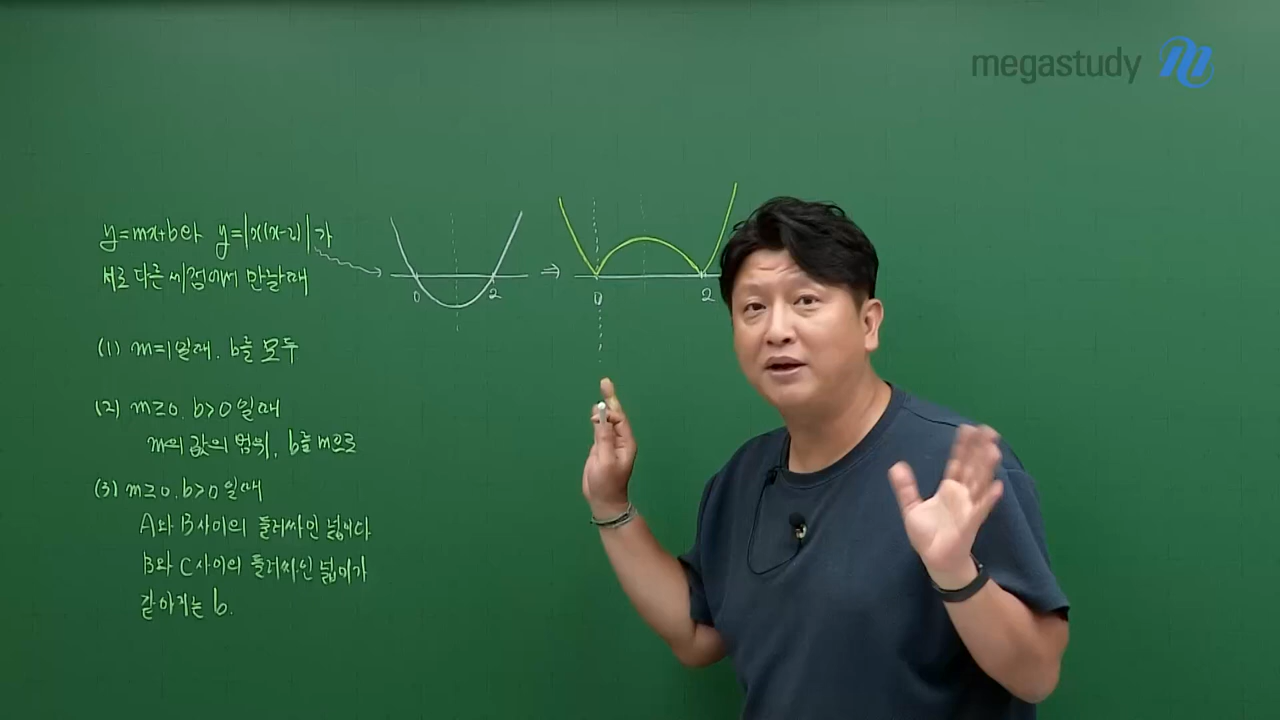 megastudy
y=mx+b와 y=|x(x-2)|가
서로 다른 세점에서 만날때
0 2 ⇒ 0 2
(1) m=1일때, b를 모두
(2) m≥0, b>0일때
m의 값의 범위, b를 m으로
(3) m≥0, b>0일때
A와 B사이의 둘러싸인 넓이다
B와 C사이의 둘러싸인 넓이가
같아지는 b.